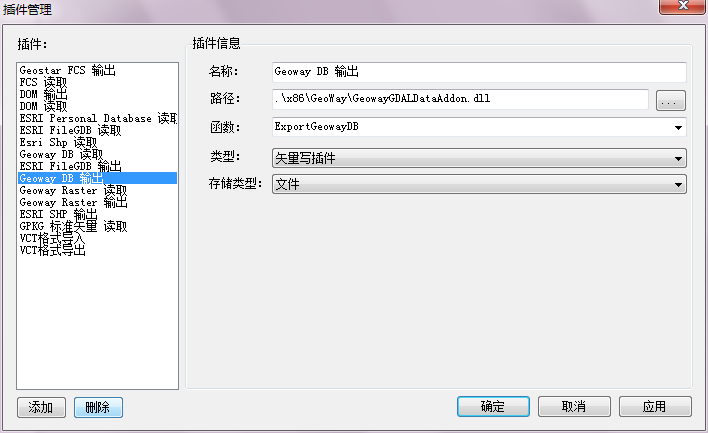 插件管理
插件：
Geostar FCS 输出
FCS 读取
DOM 输出
DOM 读取
ESRI Personal Database 读取
ESRI FileGDB 读取
Esri Shp 读取
Geoway DB 读取
ESRI FileGDB 输出
Geoway DB 输出
Geoway Raster 读取
Geoway Raster 输出
ESRI SHP 输出
GPKG 标准矢量 读取
VCT格式导入
VCT格式导出
添加
删除
插件信息
名称： Geoway DB 输出
路径： .\x86\GeoWay\GeowayGDALDataAddon.dll ...
函数： ExportGeowayDB
类型： 矢量写插件
存储类型： 文件
确定
取消
应用